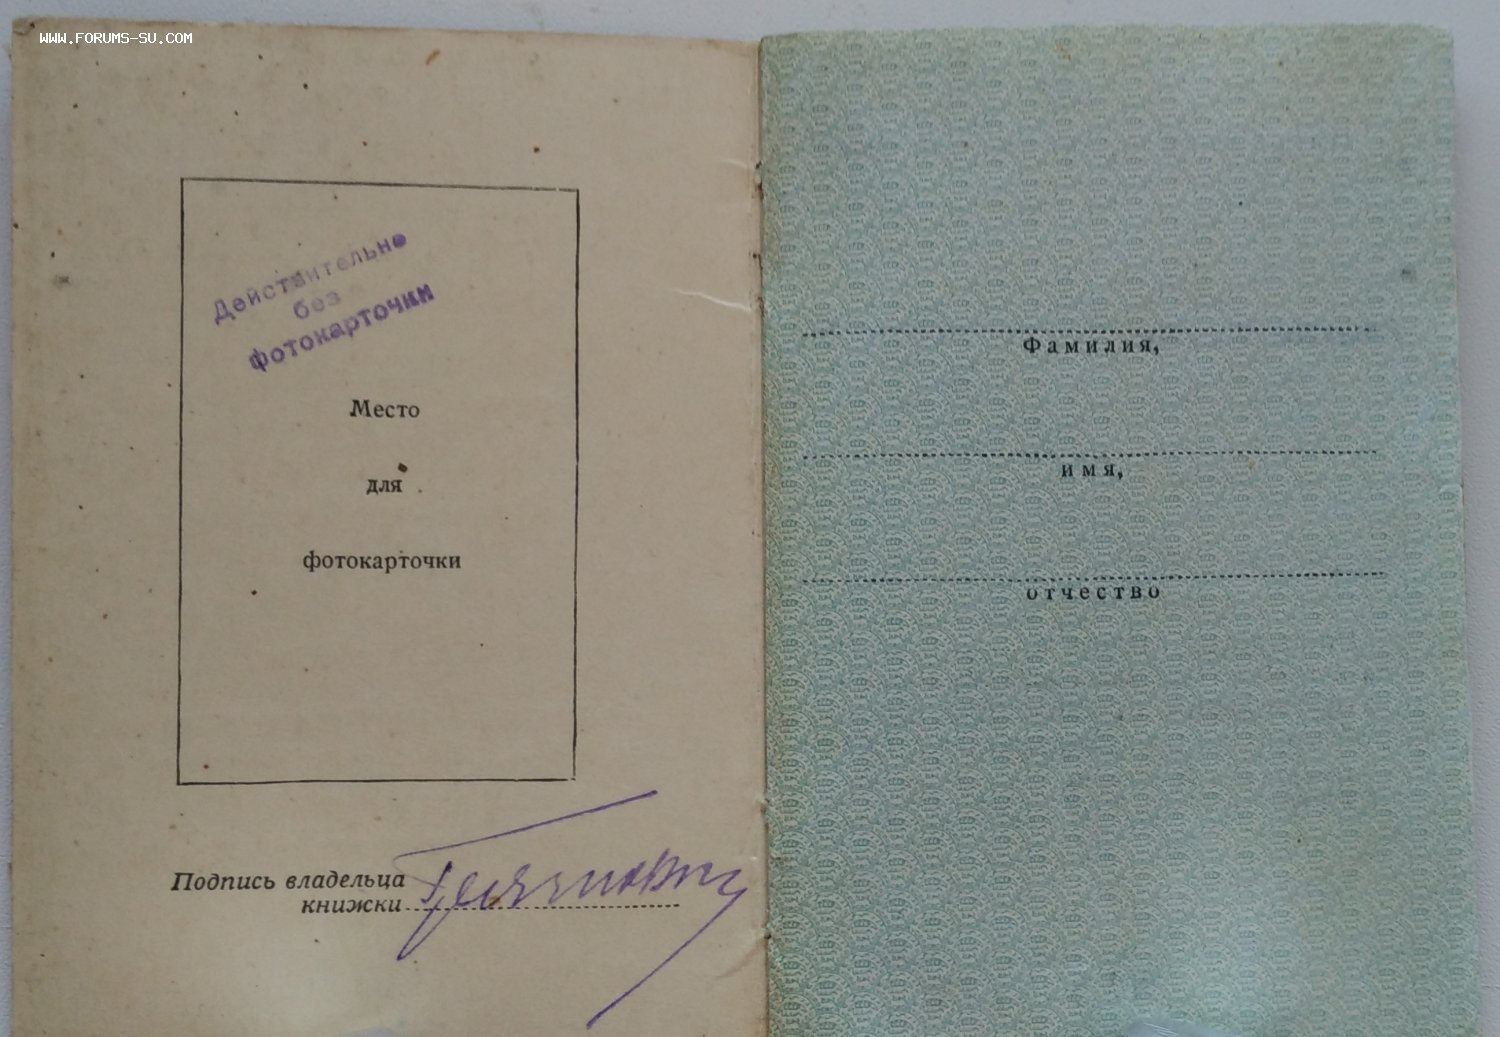 WWW.FORUMS-SU.COM
Действительно
без
фотокарточки
Место
для
фотокарточки
Подпись владельца
книжки
Фамилия,
имя,
отчество